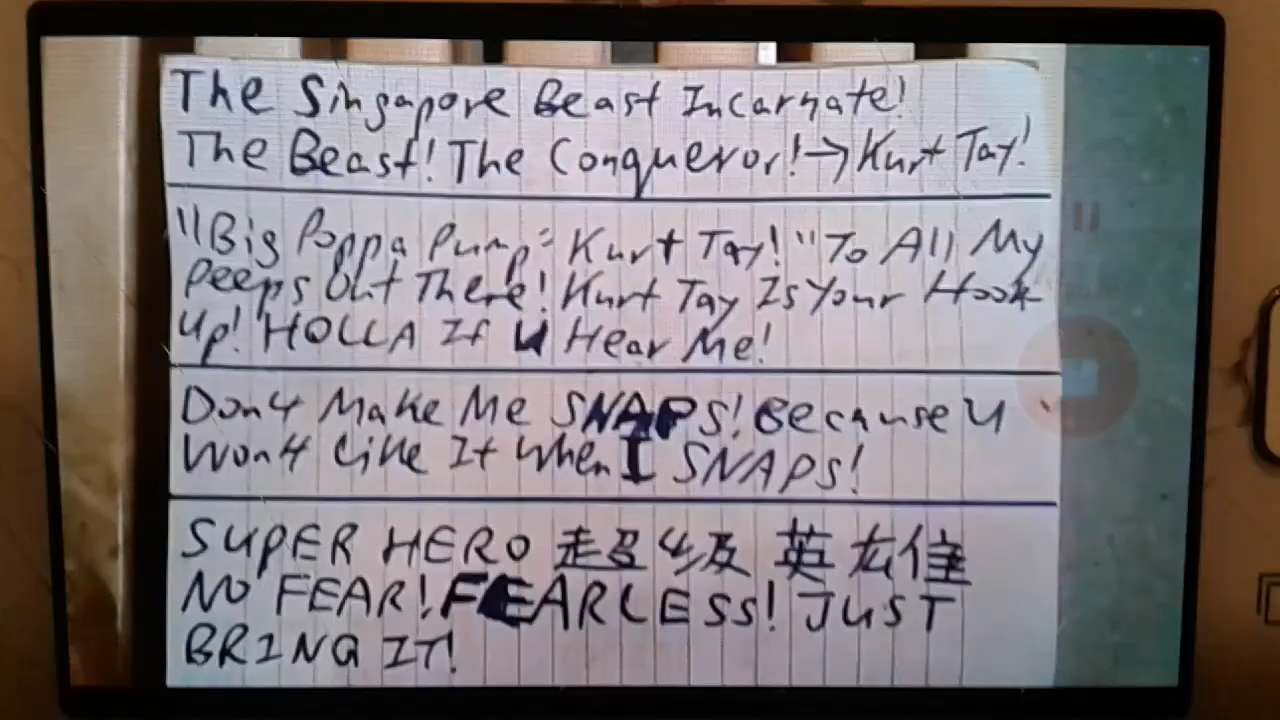 The Singapore Beast Incarnate!
The Beast! The Conqueror!→Kurt Tay!
"Big Poppa Pump" Kurt Tay! "To All My
Peeps Out There! Kurt Tay Is Your Hook
Up! HOLLA If U Hear Me!
Don4 Make Me SNAPS! Because U
Won4 Like It When I SNAPS!
SUPER HERO 超级 英雄
NO FEAR! FEARLESS! JUST
BRING IT!